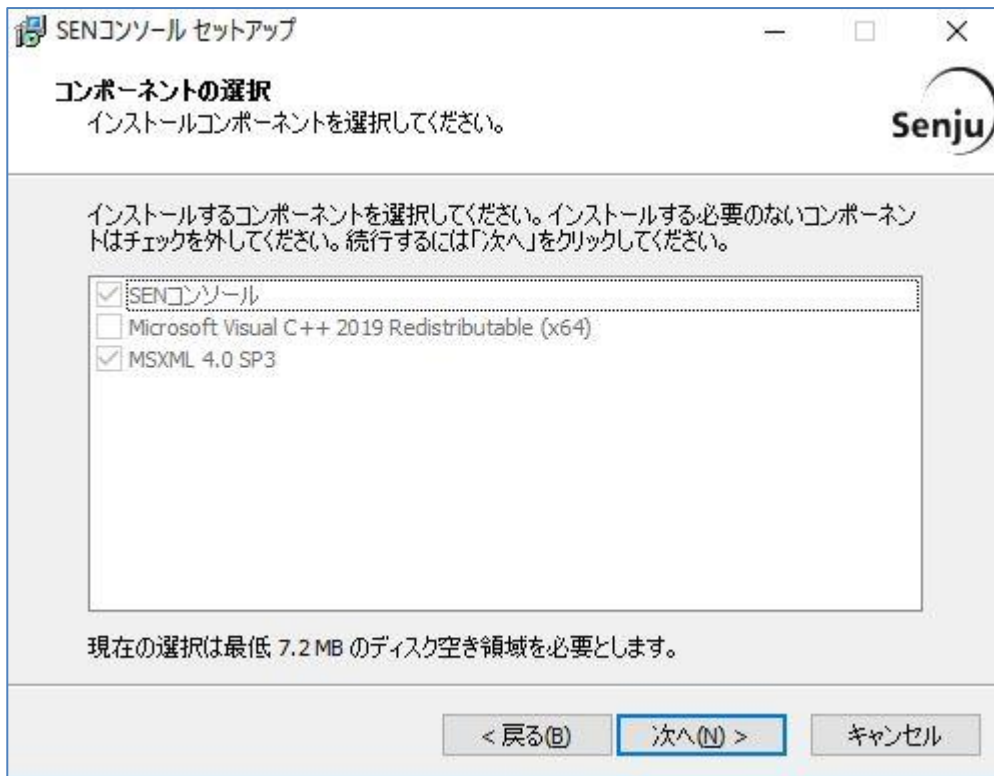 SENコンソール セットアップ
コンポーネントの選択
インストールコンポーネントを選択してください。
Senju
インストールするコンポーネントを選択してください。インストールする必要のないコンポーネン
トはチェックを外してください。続行するには「次へ」をクリックしてください。
SENコンソール
Microsoft Visual C++ 2019 Redistributable (x64)
MSXML 4.0 SP3
現在の選択は最低 7.2 MB のディスク空き領域を必要とします。
< 戻る(B)
次へ(N) >
キャンセル